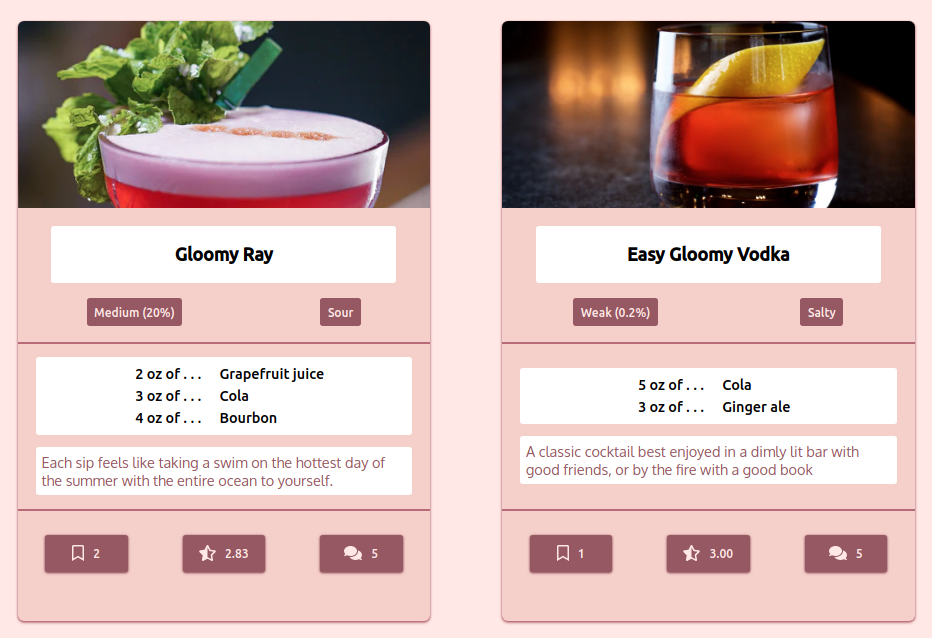 Gloomy Ray
Medium (20%)
Sour
2 oz of . . . Grapefruit juice
3 oz of . . . Cola
4 oz of . . . Bourbon
Each sip feels like taking a swim on the hottest day of
the summer with the entire ocean to yourself.
2
2.83
5
Easy Gloomy Vodka
Weak (0.2%)
Salty
5 oz of . . . Cola
3 oz of . . . Ginger ale
A classic cocktail best enjoyed in a dimly lit bar with
good friends, or by the fire with a good book
1
3.00
5